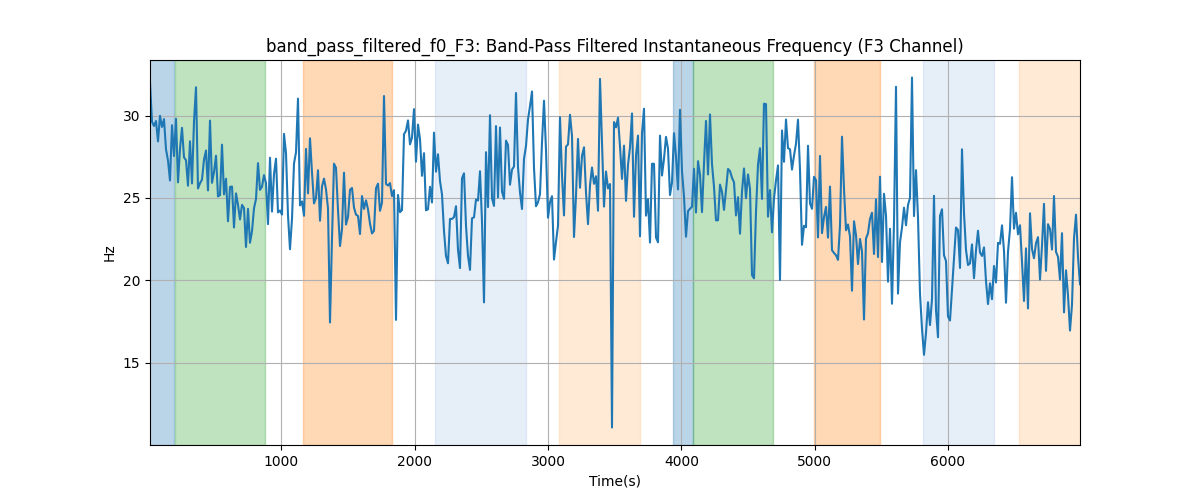 band_pass_filtered_f0_F3: Band-Pass Filtered Instantaneous Frequency (F3 Channel)
Hz
30
25
20
15
1000 2000 3000 4000 5000 6000
Time(s)